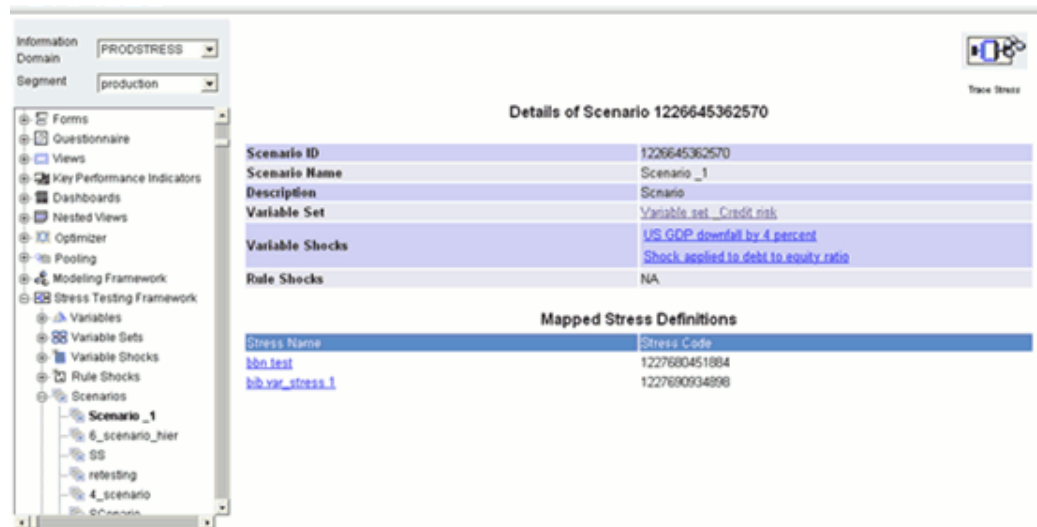 Information Domain PRODSTRESS
Segment production
Forms
Questionnaire
Views
Key Performance Indicators
Dashboards
Nested Views
Optimizer
Pooling
Modeling Framework
Stress Testing Framework
Variables
Variable Sets
Variable Shocks
Rule Shocks
Scenarios
Scenario _1
6_scenario_hier
SS
retesting
4_scenario
SCenario
Trace Stress
Details of Scenario 1226645362570
Scenario ID 1226645362570
Scenario Name Scenario _1
Description Scnario
Variable Set Variable set _Credit risk
Variable Shocks US GDP downfall by 4 percent
Shock applied to debt to equity ratio
Rule Shocks NA
Mapped Stress Definitions
Stress Name Stress Code
bbn test 1227680451884
bib var_stress 1 1227690934898